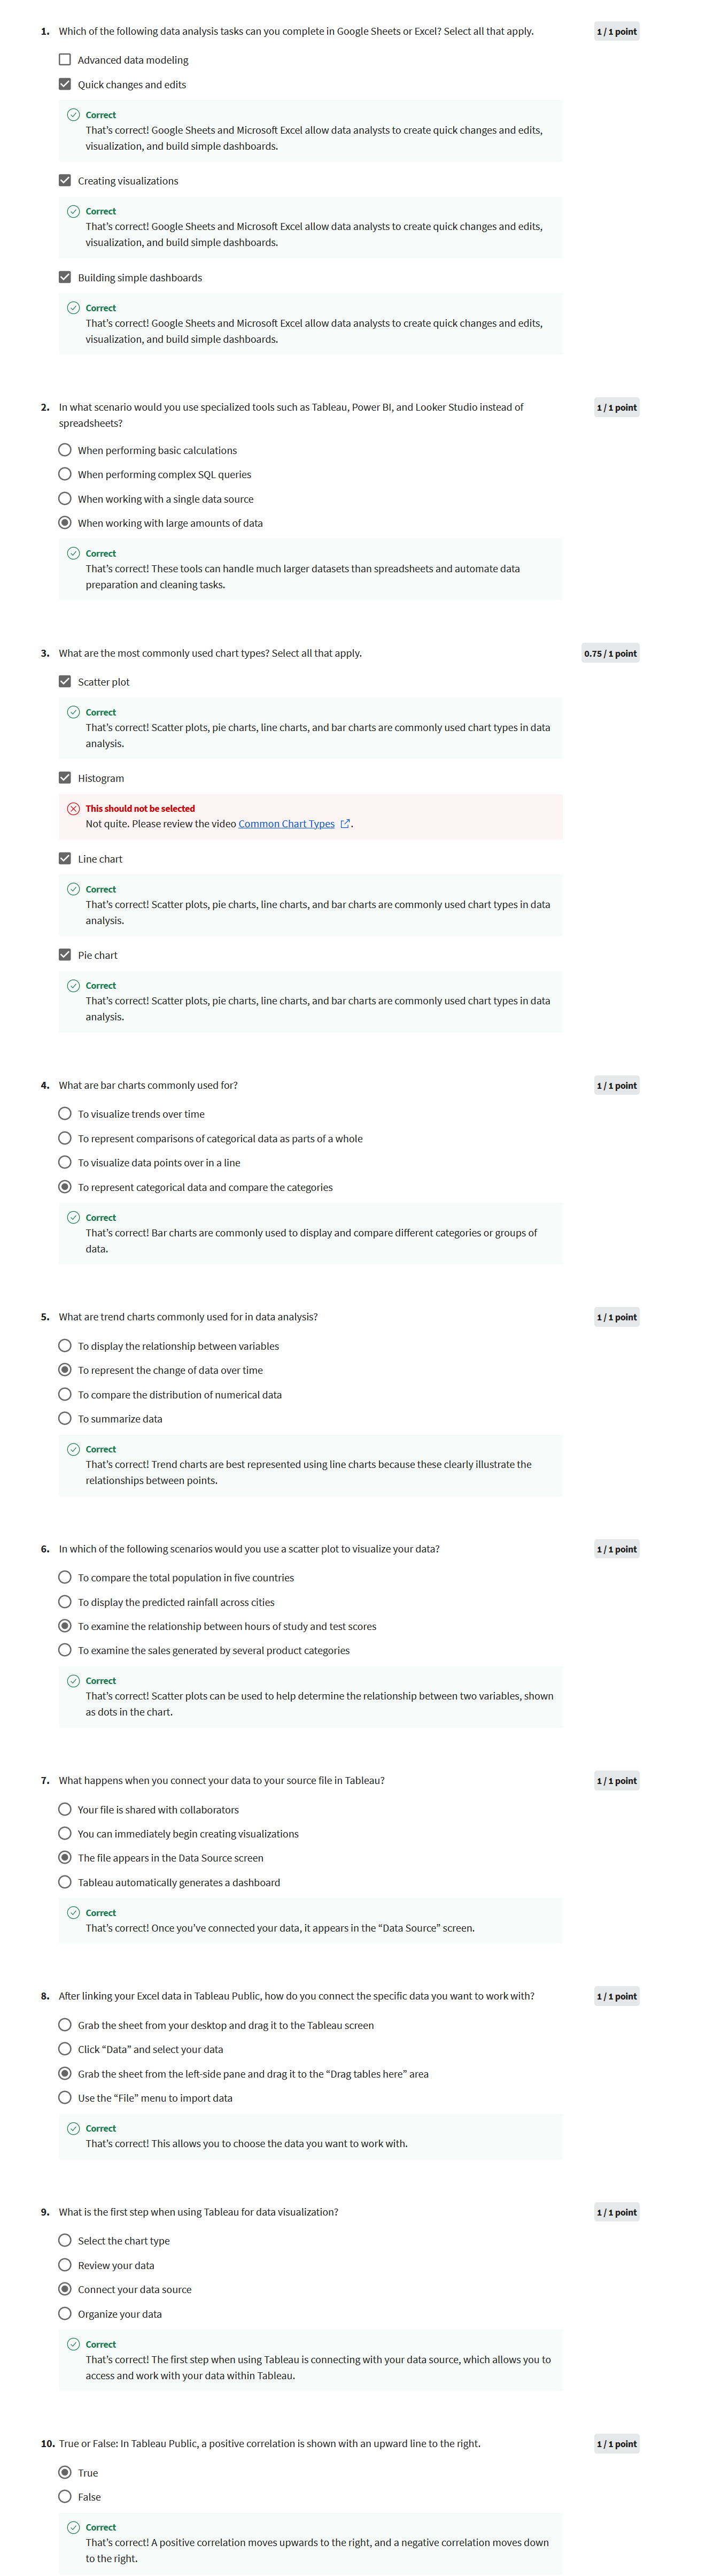 1. Which of the following data analysis tasks can you complete in Google Sheets or Excel? Select all that apply.
1 / 1 point
Advanced data modeling
Quick changes and edits
Correct
That's correct! Google Sheets and Microsoft Excel allow data analysts to create quick changes and edits,
visualization, and build simple dashboards.
Creating visualizations
Correct
That's correct! Google Sheets and Microsoft Excel allow data analysts to create quick changes and edits,
visualization, and build simple dashboards.
Building simple dashboards
Correct
That's correct! Google Sheets and Microsoft Excel allow data analysts to create quick changes and edits,
visualization, and build simple dashboards.
2. In what scenario would you use specialized tools such as Tableau, Power BI, and Looker Studio instead of
spreadsheets?
1 / 1 point
When performing basic calculations
When performing complex SQL queries
When working with a single data source
When working with large amounts of data
Correct
That's correct! These tools can handle much larger datasets than spreadsheets and automate data
preparation and cleaning tasks.
3. What are the most commonly used chart types? Select all that apply.
0.75 / 1 point
Scatter plot
Correct
That's correct! Scatter plots, pie charts, line charts, and bar charts are commonly used chart types in data
analysis.
Histogram
This should not be selected
Not quite. Please review the video Common Chart Types .
Line chart
Correct
That's correct! Scatter plots, pie charts, line charts, and bar charts are commonly used chart types in data
analysis.
Pie chart
Correct
That's correct! Scatter plots, pie charts, line charts, and bar charts are commonly used chart types in data
analysis.
4. What are bar charts commonly used for?
1 / 1 point
To visualize trends over time
To represent comparisons of categorical data as parts of a whole
To visualize data points over in a line
To represent categorical data and compare the categories
Correct
That's correct! Bar charts are commonly used to display and compare different categories or groups of
data.
5. What are trend charts commonly used for in data analysis?
1 / 1 point
To display the relationship between variables
To represent the change of data over time
To compare the distribution of numerical data
To summarize data
Correct
That's correct! Trend charts are best represented using line charts because these clearly illustrate the
relationships between points.
6. In which of the following scenarios would you use a scatter plot to visualize your data?
1 / 1 point
To compare the total population in five countries
To display the predicted rainfall across cities
To examine the relationship between hours of study and test scores
To examine the sales generated by several product categories
Correct
That's correct! Scatter plots can be used to help determine the relationship between two variables, shown
as dots in the chart.
7. What happens when you connect your data to your source file in Tableau?
1 / 1 point
Your file is shared with collaborators
You can immediately begin creating visualizations
The file appears in the Data Source screen
Tableau automatically generates a dashboard
Correct
That's correct! Once you've connected your data, it appears in the “Data Source” screen.
8. After linking your Excel data in Tableau Public, how do you connect the specific data you want to work with?
1 / 1 point
Grab the sheet from your desktop and drag it to the Tableau screen
Click “Data” and select your data
Grab the sheet from the left-side pane and drag it to the “Drag tables here” area
Use the “File” menu to import data
Correct
That's correct! This allows you to choose the data you want to work with.
9. What is the first step when using Tableau for data visualization?
1 / 1 point
Select the chart type
Review your data
Connect your data source
Organize your data
Correct
That's correct! The first step when using Tableau is connecting with your data source, which allows you to
access and work with your data within Tableau.
10. True or False: In Tableau Public, a positive correlation is shown with an upward line to the right.
1 / 1 point
True
False
Correct
That's correct! A positive correlation moves upwards to the right, and a negative correlation moves down
to the right.